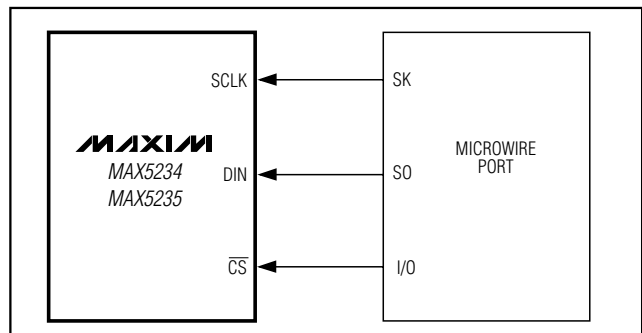 SCLK
SK
MAXIM
MAX5234
MAX5235
MICROWIRE
PORT
DIN
SO
CS
I/O